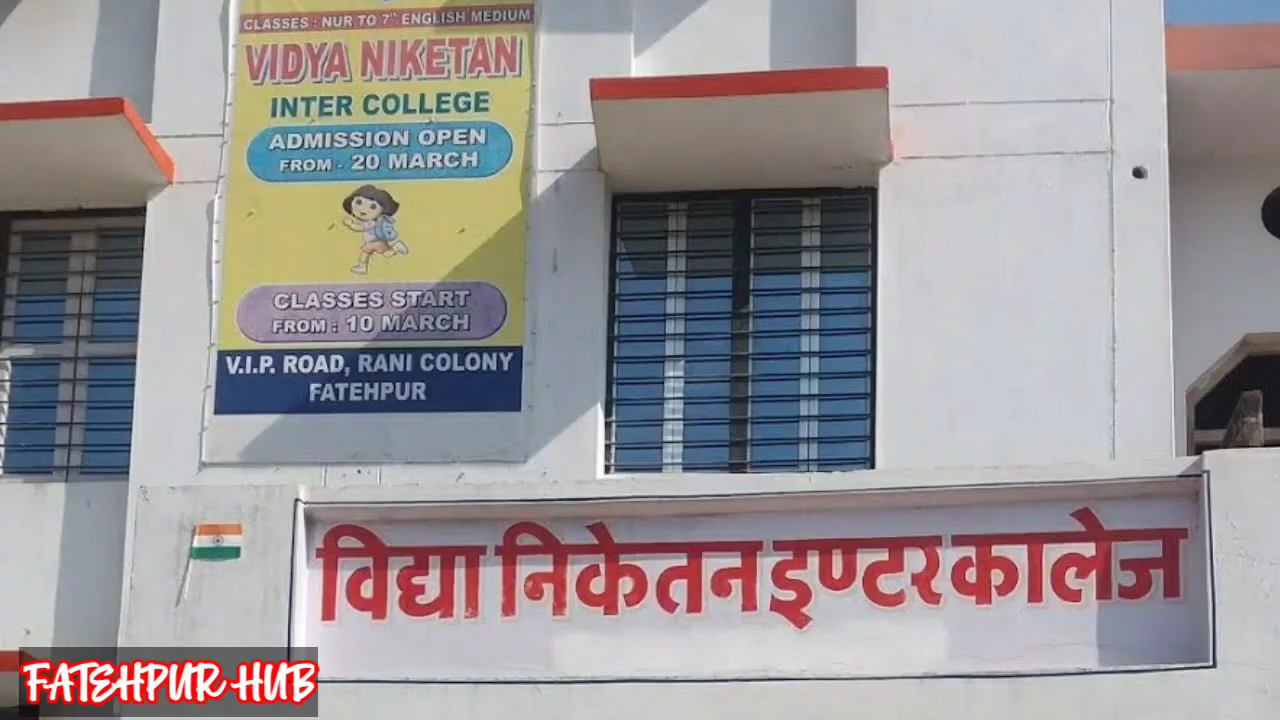 CLASSES : NUR TO 7th ENGLISH MEDIUM
VIDYA NIKETAN
INTER COLLEGE
ADMISSION OPEN
FROM - 20 MARCH
CLASSES START
FROM : 10 MARCH
V.I.P. ROAD, RANI COLONY
FATEHPUR
विद्या निकेतन इण्टर कालेज
FATEHPUR HUB